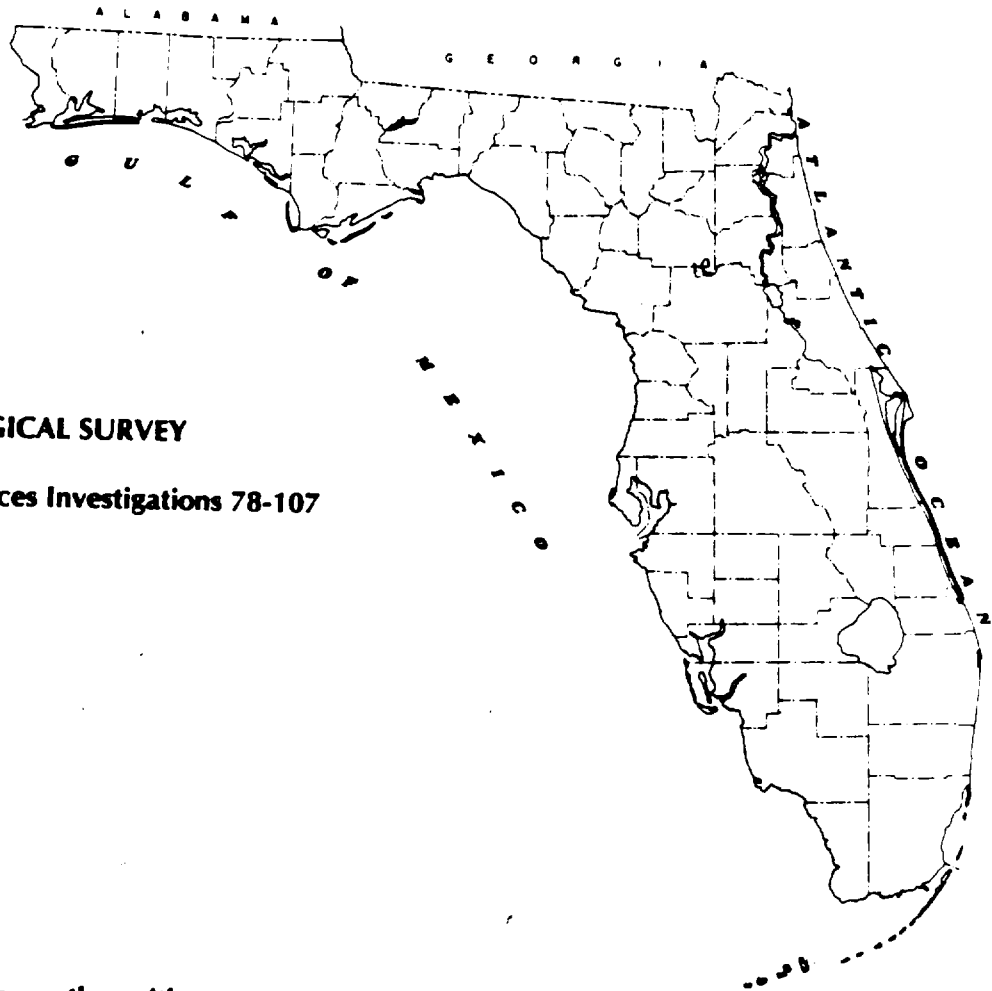 ALABAMA
GEORGIA
ATLANTIC OCEAN
GULF OF MEXICO
GICAL SURVEY
ces Investigations 78-107